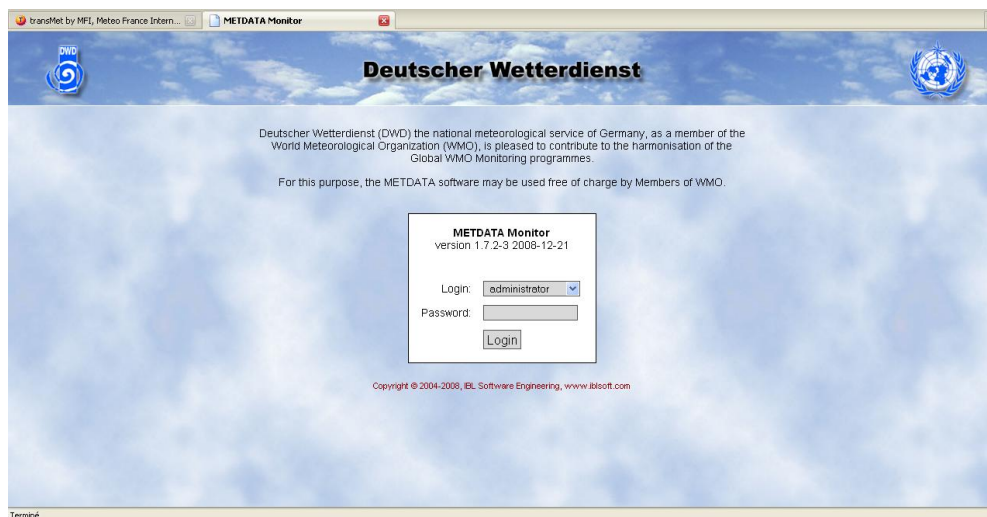 transMet by MFI, Meteo France Intern...
METDATA Monitor
DWD
Deutscher Wetterdienst
Deutscher Wetterdienst (DWD) the national meteorological service of Germany, as a member of the
World Meteorological Organization (WMO), is pleased to contribute to the harmonisation of the
Global WMO Monitoring programmes.
For this purpose, the METDATA software may be used free of charge by Members of WMO.
METDATA Monitor
version 1.7.2-3 2008-12-21
Login: administrator
Password:
Login
Copyright © 2004-2008, IBL Software Engineering, www.iblsoft.com
Terminé